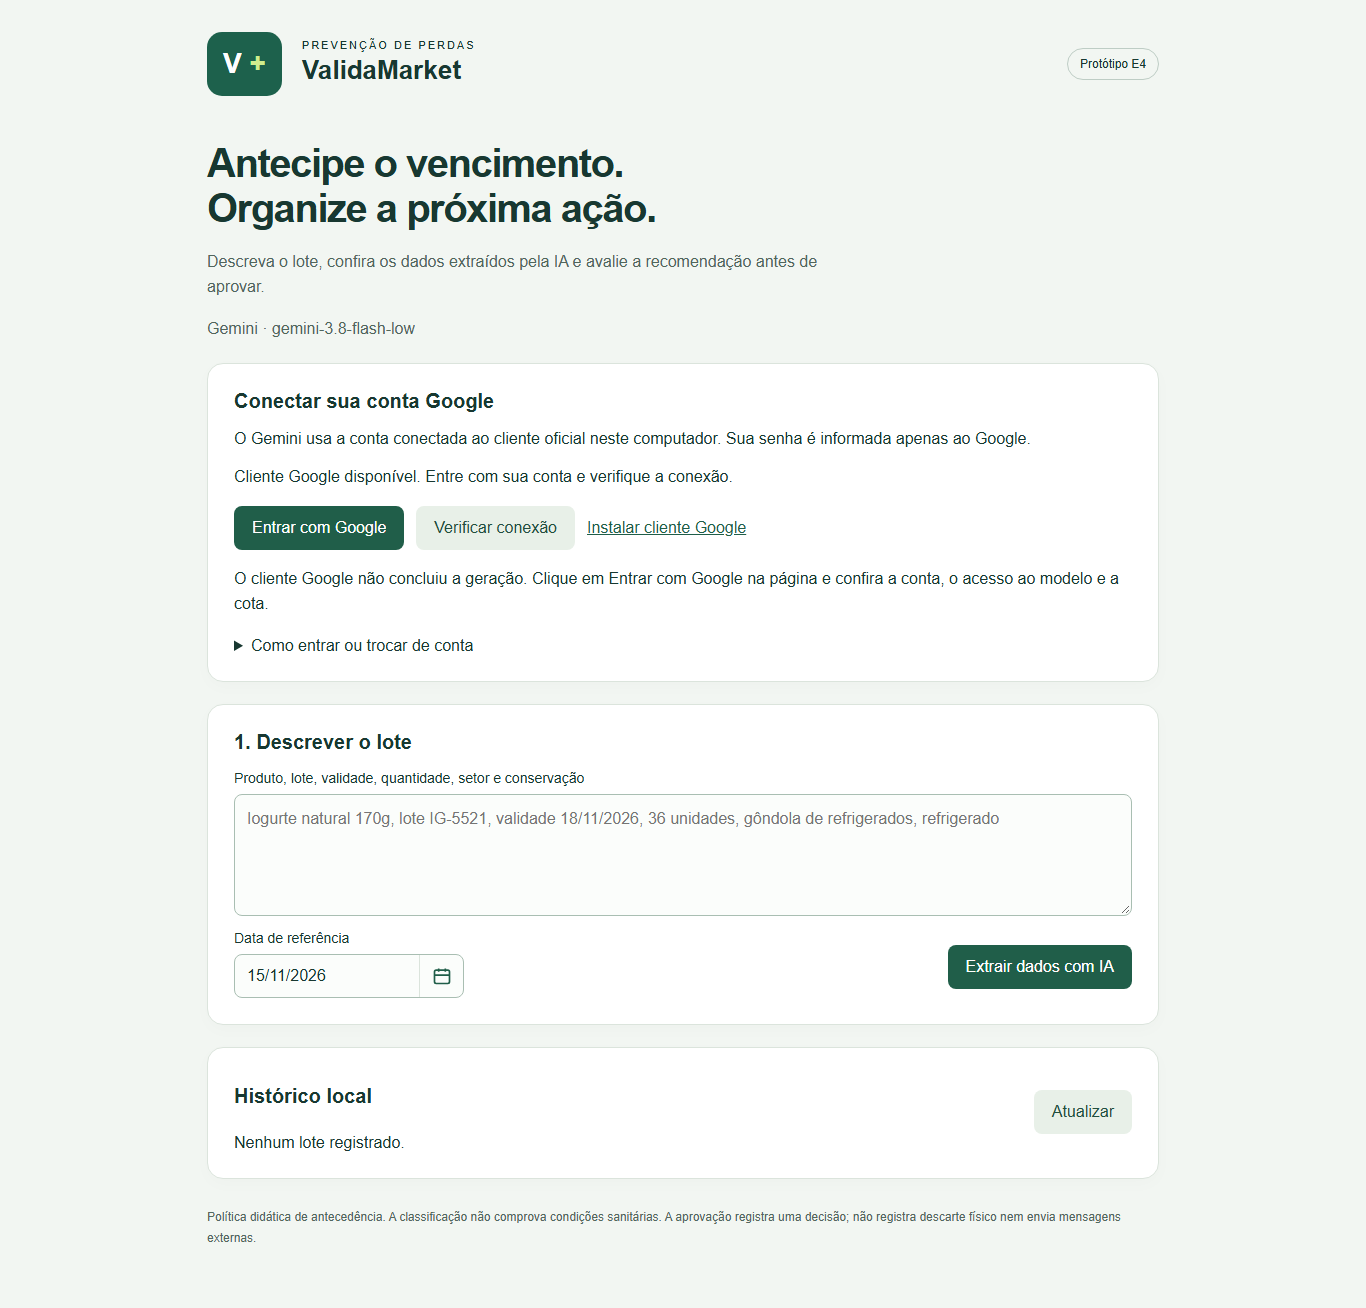 V +
PREVENÇÃO DE PERDAS
ValidaMarket
Protótipo E4
Antecipe o vencimento.
Organize a próxima ação.
Descreva o lote, confira os dados extraídos pela IA e avalie a recomendação antes de
aprovar.
Gemini · gemini-3.8-flash-low
Conectar sua conta Google
O Gemini usa a conta conectada ao cliente oficial neste computador. Sua senha é informada apenas ao Google.
Cliente Google disponível. Entre com sua conta e verifique a conexão.
Entrar com Google
Verificar conexão
Instalar cliente Google
O cliente Google não concluiu a geração. Clique em Entrar com Google na página e confira a conta, o acesso ao modelo e a
cota.
Como entrar ou trocar de conta
1. Descrever o lote
Produto, lote, validade, quantidade, setor e conservação
Iogurte natural 170g, lote IG-5521, validade 18/11/2026, 36 unidades, gôndola de refrigerados, refrigerado
Data de referência
15/11/2026
Extrair dados com IA
Histórico local
Atualizar
Nenhum lote registrado.
Política didática de antecedência. A classificação não comprova condições sanitárias. A aprovação registra uma decisão; não registra descarte físico nem envia mensagens
externas.